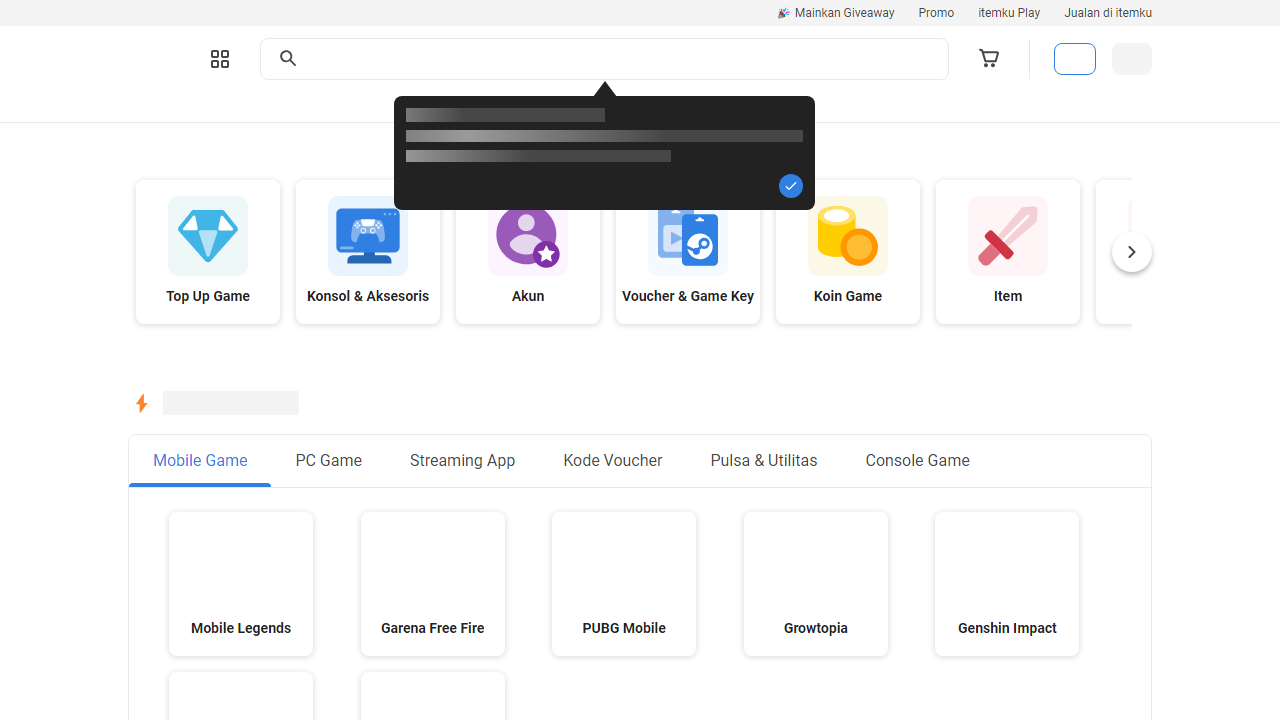 Mainkan Giveaway
Promo
itemku Play
Jualan di itemku
Top Up Game
Konsol & Aksesoris
Akun
Voucher & Game Key
Koin Game
Item
Mobile Game
PC Game
Streaming App
Kode Voucher
Pulsa & Utilitas
Console Game
Mobile Legends
Garena Free Fire
PUBG Mobile
Growtopia
Genshin Impact